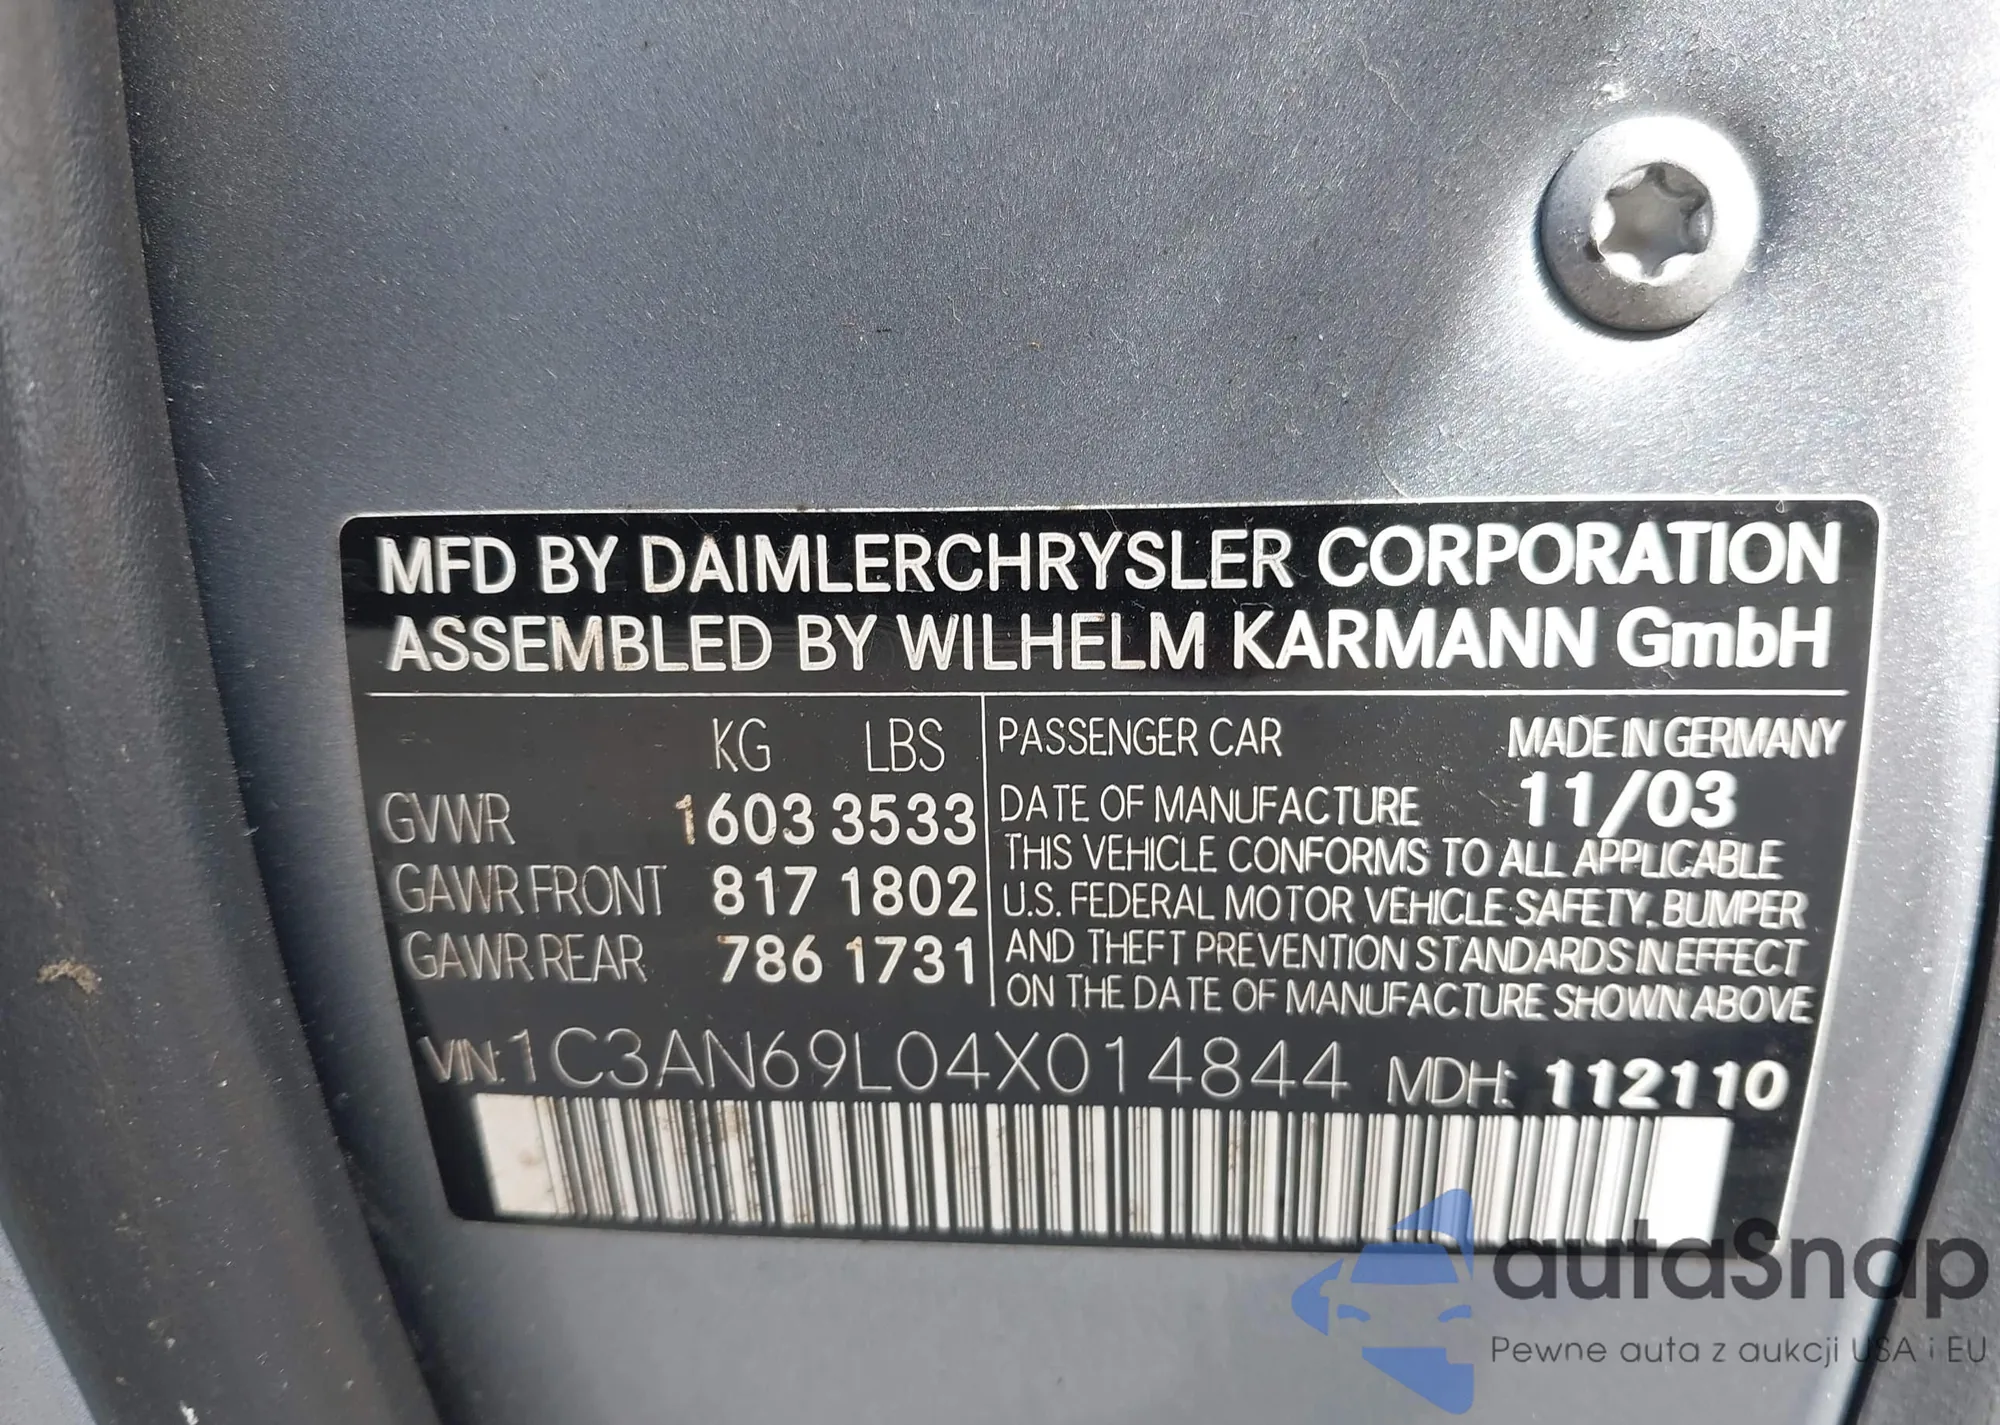 MFD BY DAIMLERCHRYSLER CORPORATION
ASSEMBLED BY WILHELM KARMANN GmbH
KG LBS
GVWR 1603 3533
GAWR FRONT 817 1802
GAWR REAR 786 1731
PASSENGER CAR MADE IN GERMANY
DATE OF MANUFACTURE 11/03
THIS VEHICLE CONFORMS TO ALL APPLICABLE
U.S. FEDERAL MOTOR VEHICLE SAFETY, BUMPER
AND THEFT PREVENTION STANDARDS IN EFFECT
ON THE DATE OF MANUFACTURE SHOWN ABOVE
VIN: 1C3AN69L04X014844 MDH: 112110
autaSnap
Pewne auta z aukcji USA i EU